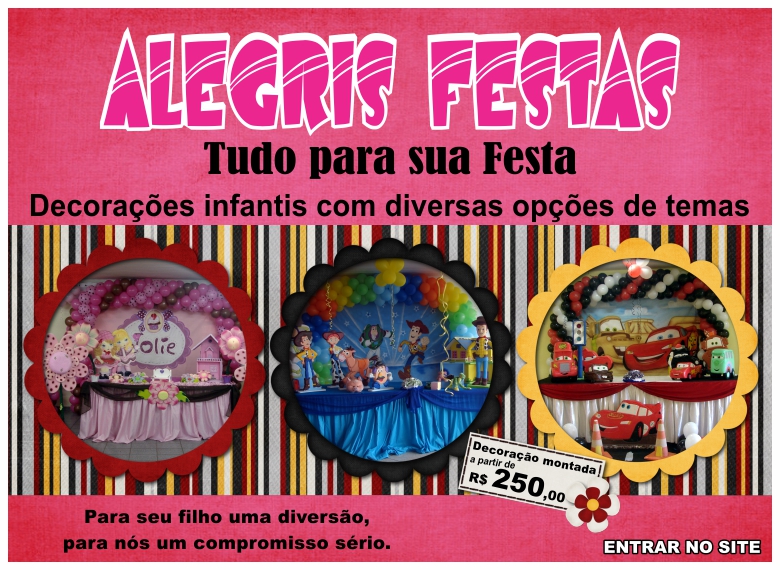 ALEGRIS FESTAS
Tudo para sua Festa
Decorações infantis com diversas opções de temas
olie
Decoração montada
a partir de
R$ 250,00
Para seu filho uma diversão,
para nós um compromisso sério.
ENTRAR NO SITE